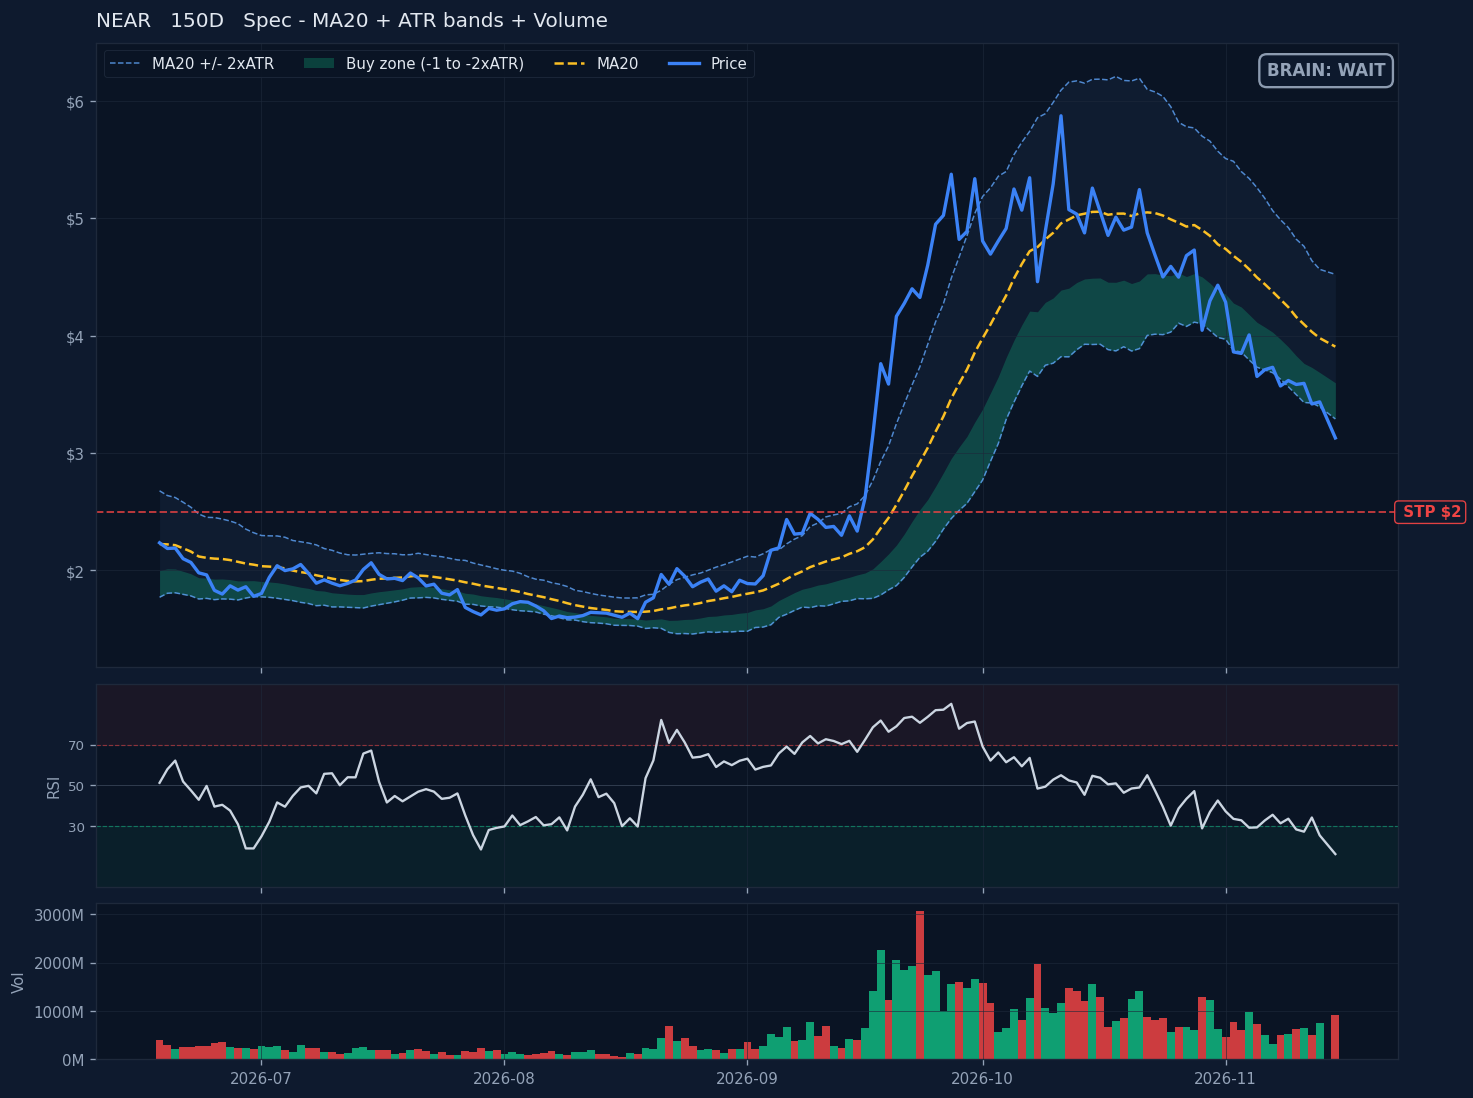 NEAR 150D Spec - MA20 + ATR bands + Volume
MA20 +/- 2xATR
Buy zone (-1 to -2xATR)
MA20
Price
BRAIN: WAIT
$6
$5
$4
$3
STP $2
$2
70
50
30
RSI
3000M
2000M
1000M
0M
Vol
2026-07
2026-08
2026-09
2026-10
2026-11